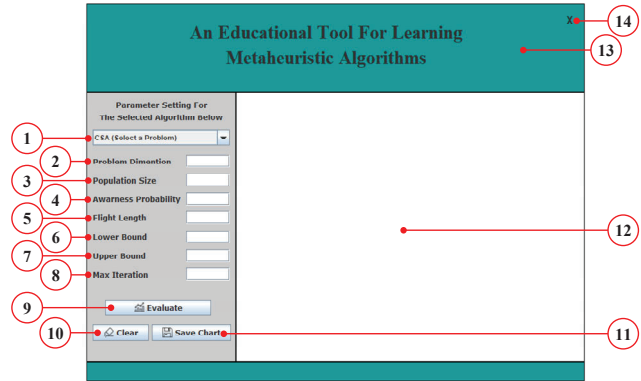 An Educational Tool For Learning
Metaheuristic Algorithms
X
14
13
Parameter Setting For
The Selected Algorithm Below
1
CSA (Select a Problem)
2
Problem Dimantion
3
Population Size
4
Awarness Probability
5
Flight Length
6
Lower Bound
7
Upper Bound
8
Max Iteration
12
9
Evaluate
10
Clear
Save Chart
11